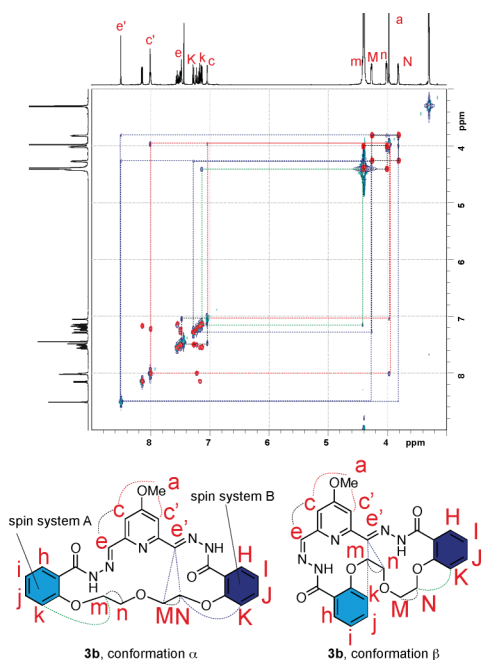 e' c' e K k c m M n a N
ppm
4
5
6
7
8
8 7 6 5 4 ppm
a
OMe
c c'
spin system A
spin system B
e N e' N-NH
O N-NH
O
h H
i I
j J
k K
O m n O M N O
3b, conformation α
a
OMe
c c'
e N e' N-NH
O
N-NH
O
m n
O O
H
I
J
K
k
O M N O
h j
i
3b, conformation β